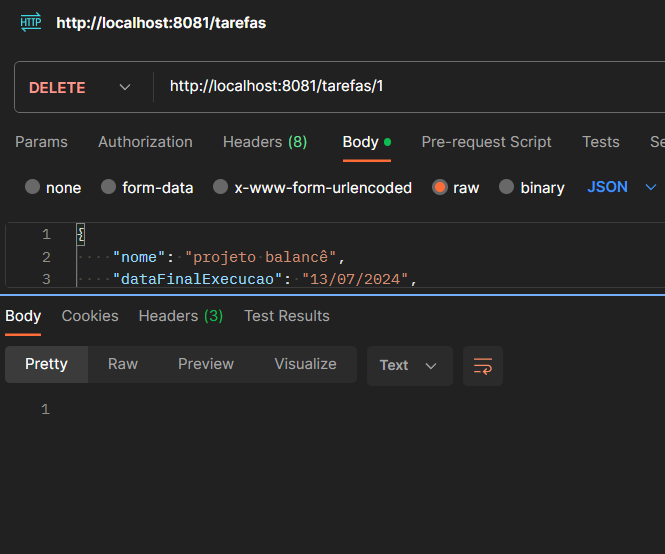 HTTP http://localhost:8081/tarefas
DELETE http://localhost:8081/tarefas/1
Params Authorization Headers (8) Body Pre-request Script Tests Se
none form-data x-www-form-urlencoded raw binary JSON
1 {
2 "nome": "projeto balancê",
3 "dataFinalExecucao": "13/07/2024",
Body Cookies Headers (3) Test Results
Pretty Raw Preview Visualize Text
1